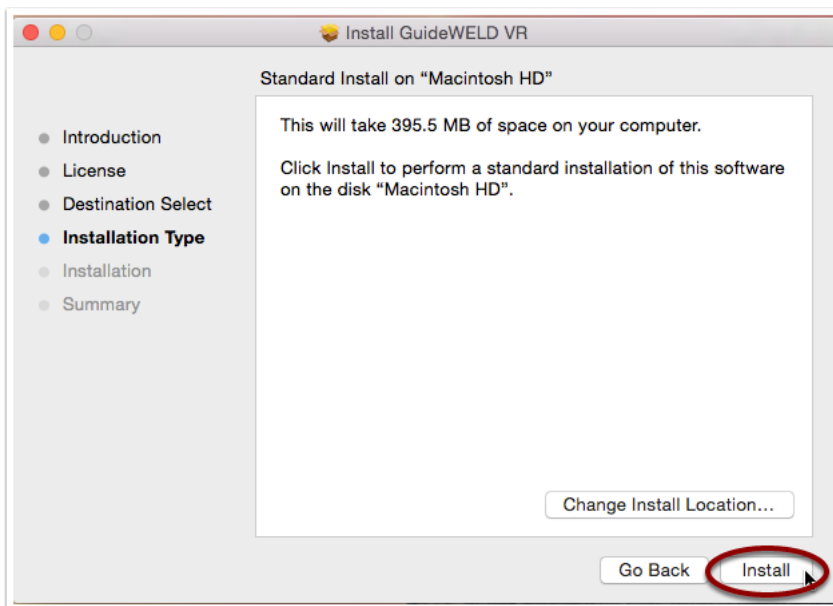 Install GuideWELD VR
Standard Install on “Macintosh HD”
Introduction
License
Destination Select
Installation Type
Installation
Summary
This will take 395.5 MB of space on your computer.
Click Install to perform a standard installation of this software
on the disk “Macintosh HD”.
Change Install Location...
Go Back
Install